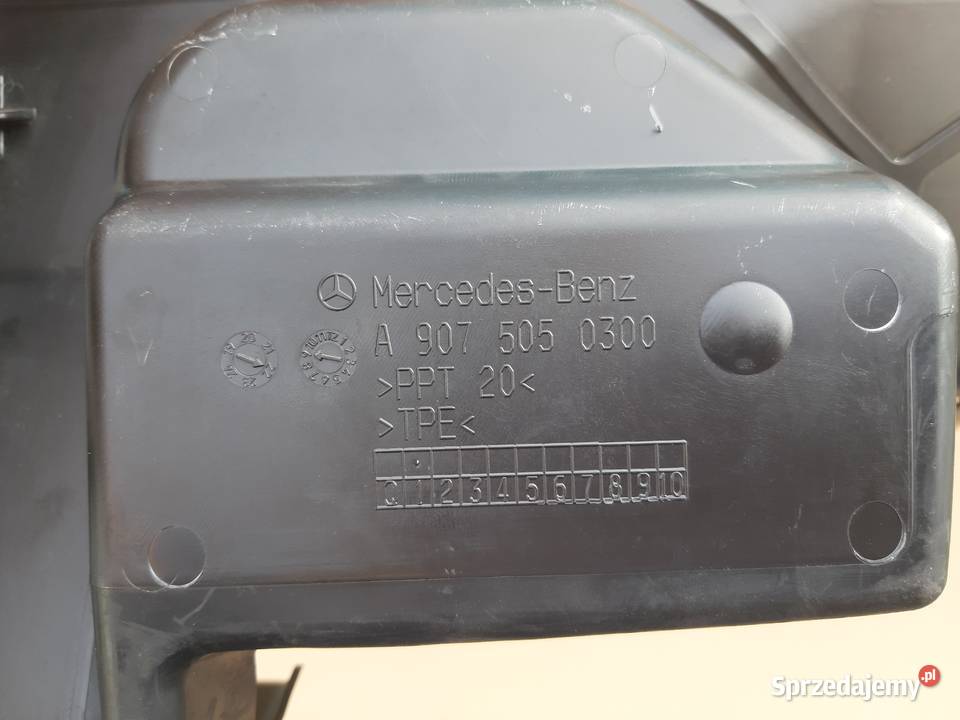 Mercedes-Benz
A 907 505 0300
>PPT 20<
>TPE<
Q 1 2 3 4 5 6 7 8 9 10
Sprzedajemy.pl